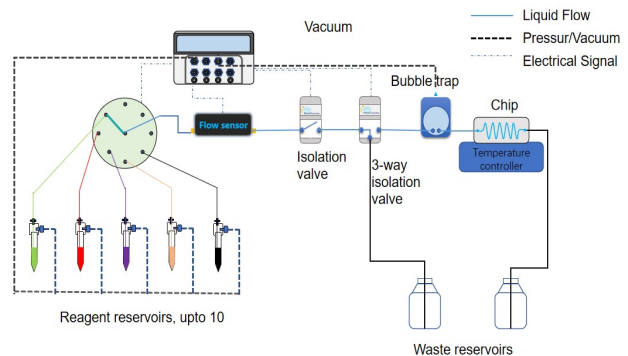 Vacuum
Liquid Flow
Pressur/Vacuum
Electrical Signal
Bubble trap
Chip
Flow sensor
Isolation
valve
3-way
isolation
valve
Temperature
controller
Reagent reservoirs, upto 10
Waste reservoirs